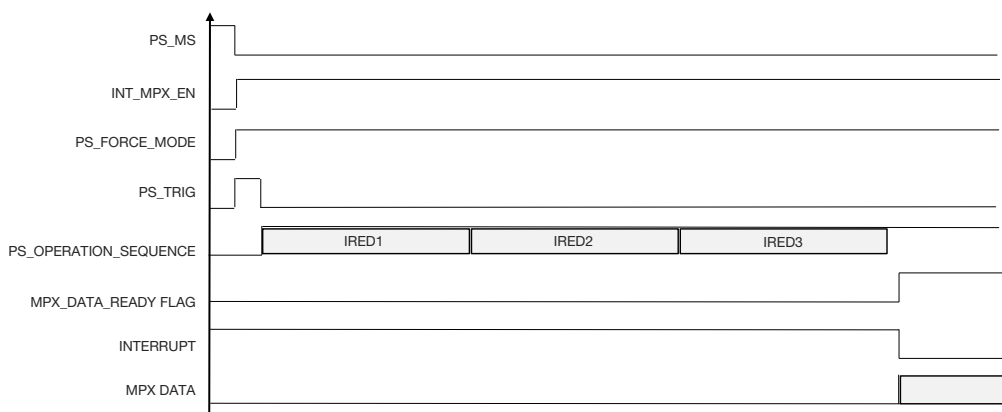 PS_MS
INT_MPX_EN
PS_FORCE_MODE
PS_TRIG
PS_OPERATION_SEQUENCE
IRED1
IRED2
IRED3
MPX_DATA_READY FLAG
INTERRUPT
MPX DATA